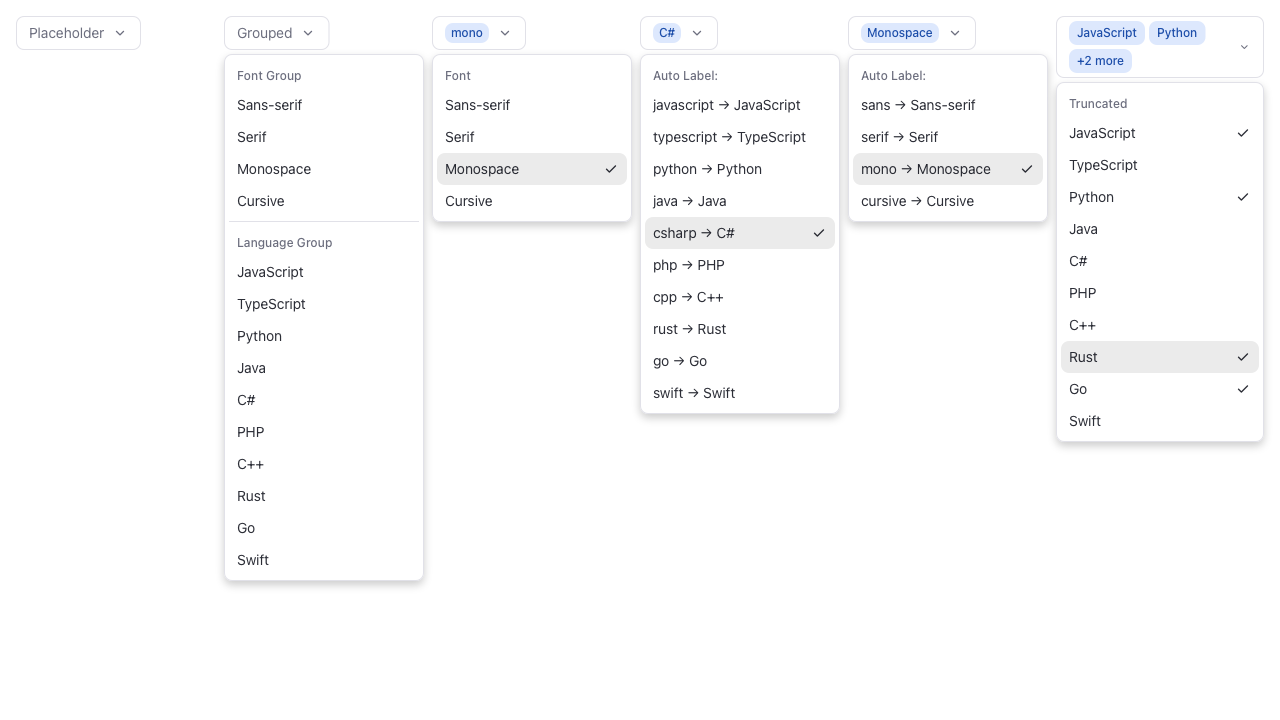 Placeholder
Grouped
Font Group
Sans-serif
Serif
Monospace
Cursive
Language Group
JavaScript
TypeScript
Python
Java
C#
PHP
C++
Rust
Go
Swift
mono
Font
Sans-serif
Serif
Monospace
Cursive
C#
Auto Label:
javascript → JavaScript
typescript → TypeScript
python → Python
java → Java
csharp → C#
php → PHP
cpp → C++
rust → Rust
go → Go
swift → Swift
Monospace
Auto Label:
sans → Sans-serif
serif → Serif
mono → Monospace
cursive → Cursive
JavaScript Python
+2 more
Truncated
JavaScript
TypeScript
Python
Java
C#
PHP
C++
Rust
Go
Swift